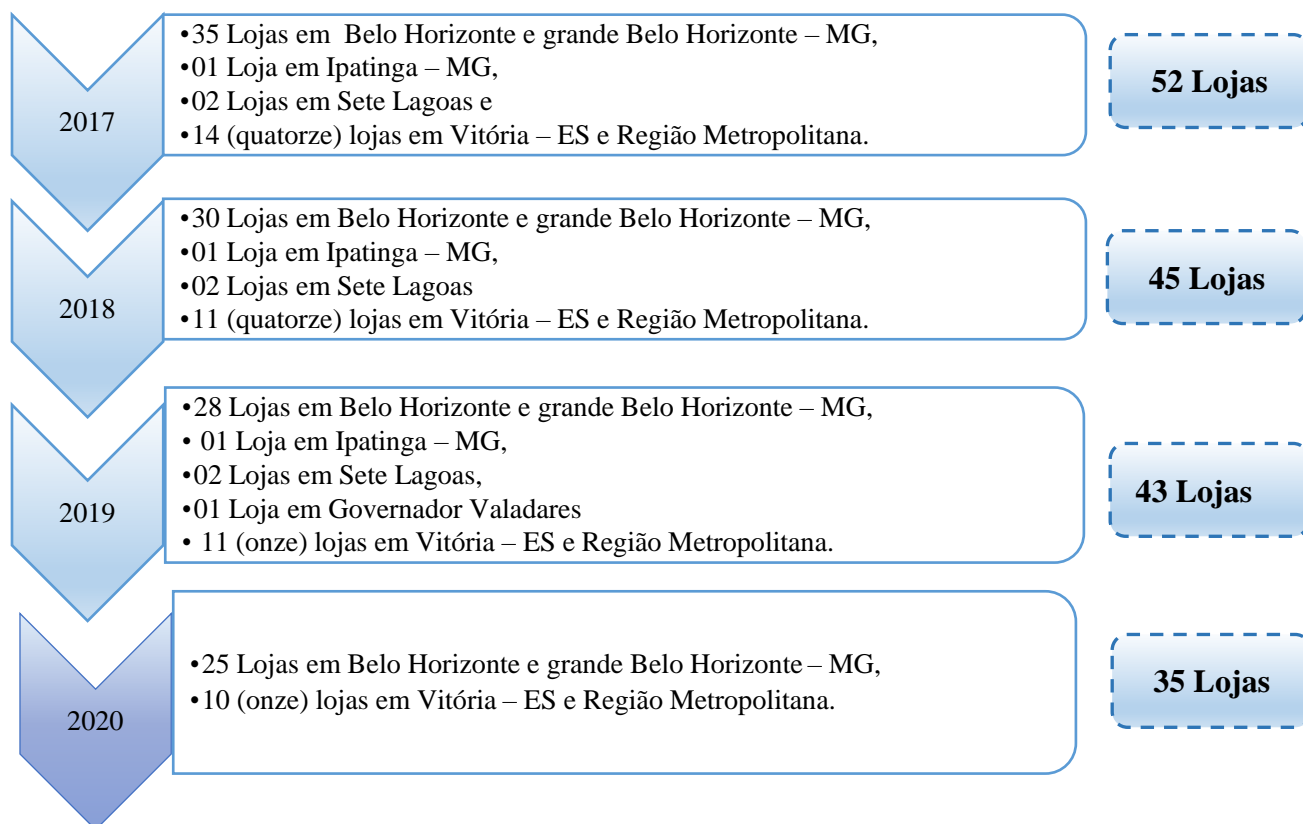 2017
•35 Lojas em Belo Horizonte e grande Belo Horizonte – MG,
•01 Loja em Ipatinga – MG,
•02 Lojas em Sete Lagoas e
•14 (quatorze) lojas em Vitória – ES e Região Metropolitana.
52 Lojas
2018
•30 Lojas em Belo Horizonte e grande Belo Horizonte – MG,
•01 Loja em Ipatinga – MG,
•02 Lojas em Sete Lagoas
•11 (quatorze) lojas em Vitória – ES e Região Metropolitana.
45 Lojas
2019
•28 Lojas em Belo Horizonte e grande Belo Horizonte – MG,
• 01 Loja em Ipatinga – MG,
•02 Lojas em Sete Lagoas,
•01 Loja em Governador Valadares
• 11 (onze) lojas em Vitória – ES e Região Metropolitana.
43 Lojas
2020
•25 Lojas em Belo Horizonte e grande Belo Horizonte – MG,
•10 (onze) lojas em Vitória – ES e Região Metropolitana.
35 Lojas